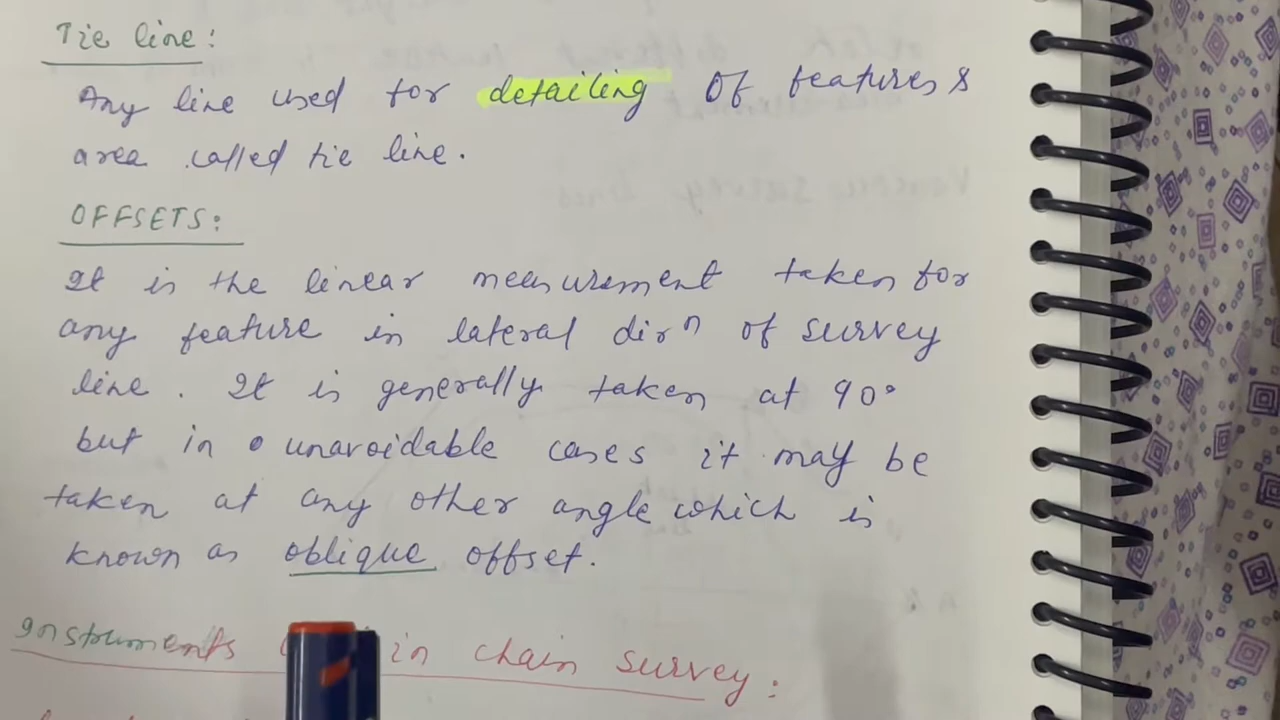 Tie line:
Any line used for detailing of features &
area called tie line.
OFFSETS:
It is the linear measurement taken for
any feature in lateral dirⁿ of survey
line. It is generally taken at 90°
but in unavoidable cases it may be
taken at any other angle which is
known as oblique offset.
Instruments in chain survey: